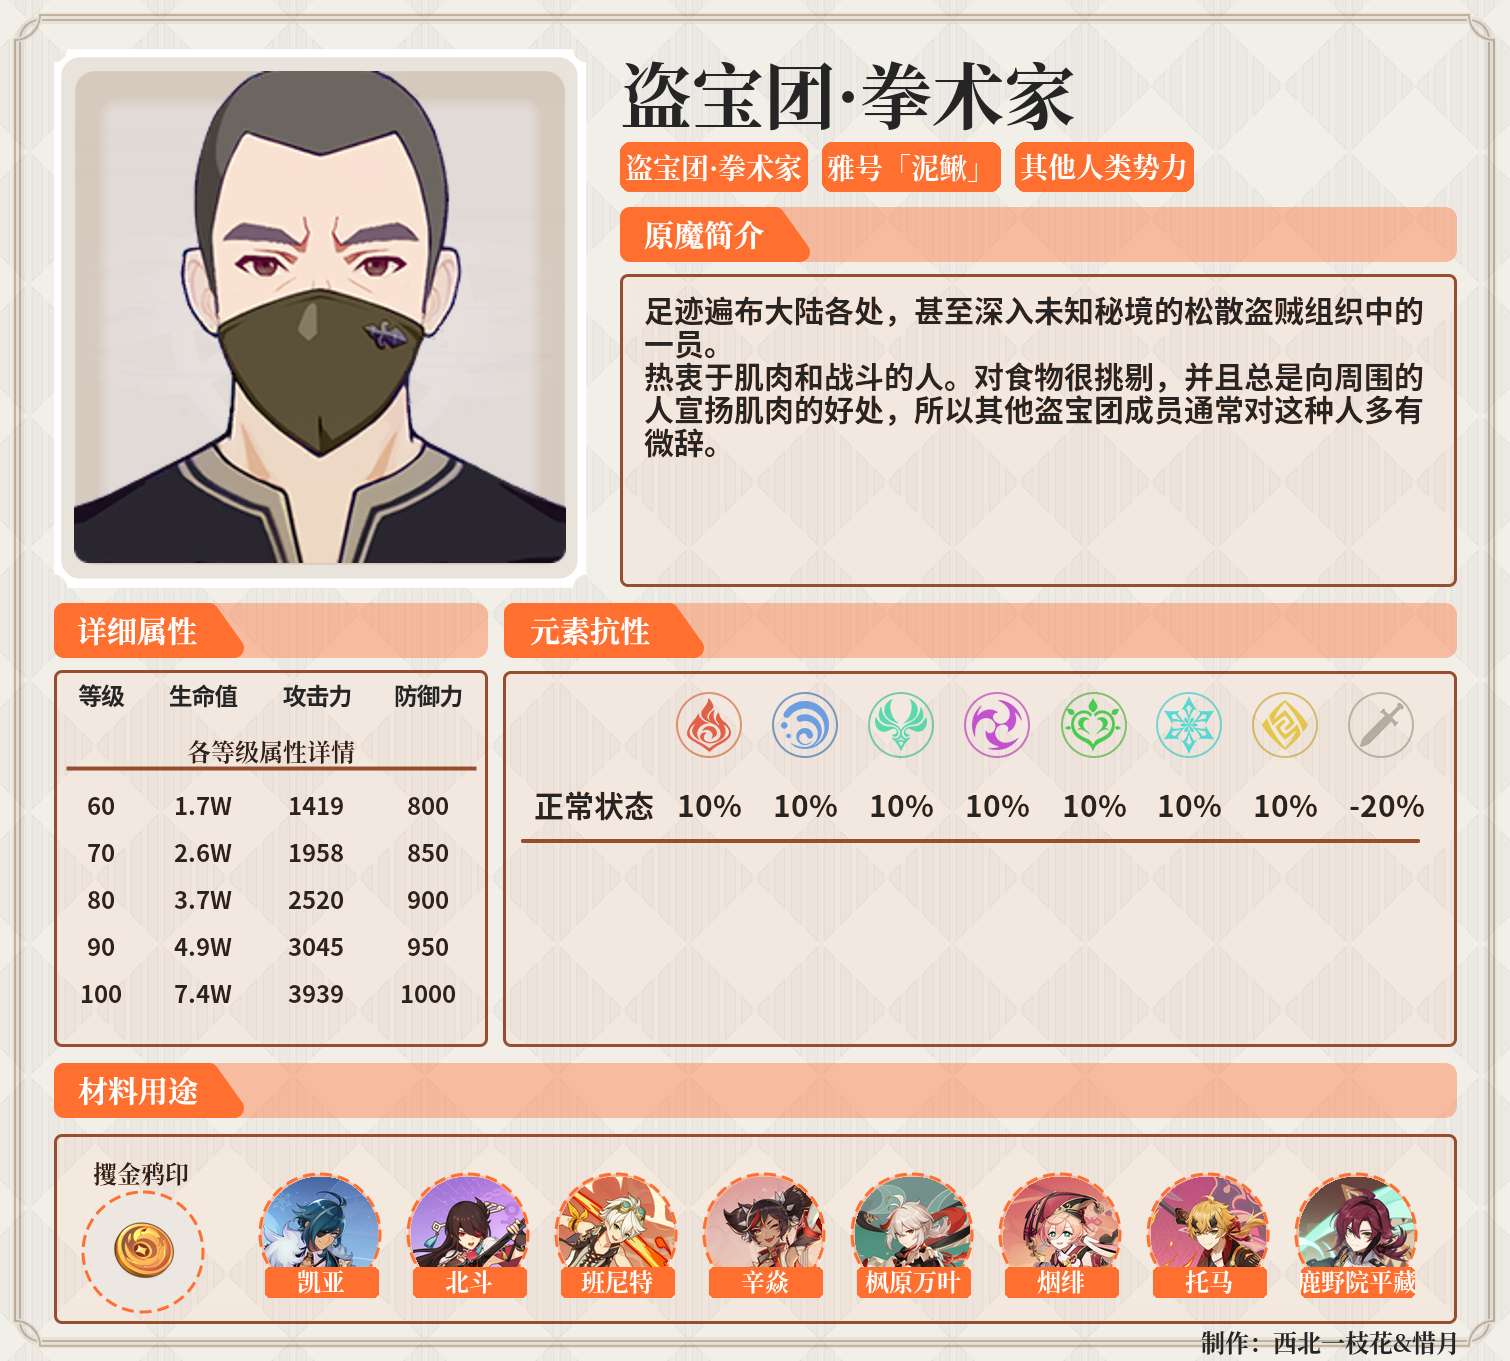 盗宝团·拳术家
盗宝团·拳术家 雅号「泥鳅」 其他人类势力
原魔简介
足迹遍布大陆各处，甚至深入未知秘境的松散盗贼组织中的
一员。
热衷于肌肉和战斗的人。对食物很挑剔，并且总是向周围的
人宣扬肌肉的好处，所以其他盗宝团成员通常对这种人多有
微辞。
详细属性
等级 生命值 攻击力 防御力
各等级属性详情
60 1.7W 1419 800
70 2.6W 1958 850
80 3.7W 2520 900
90 4.9W 3045 950
100 7.4W 3939 1000
元素抗性
正常状态 10% 10% 10% 10% 10% 10% 10% -20%
材料用途
攫金鸦印
凯亚 北斗 班尼特 辛焱 枫原万叶 烟绯 托马 鹿野院平藏
制作：西北一枝花&惜月